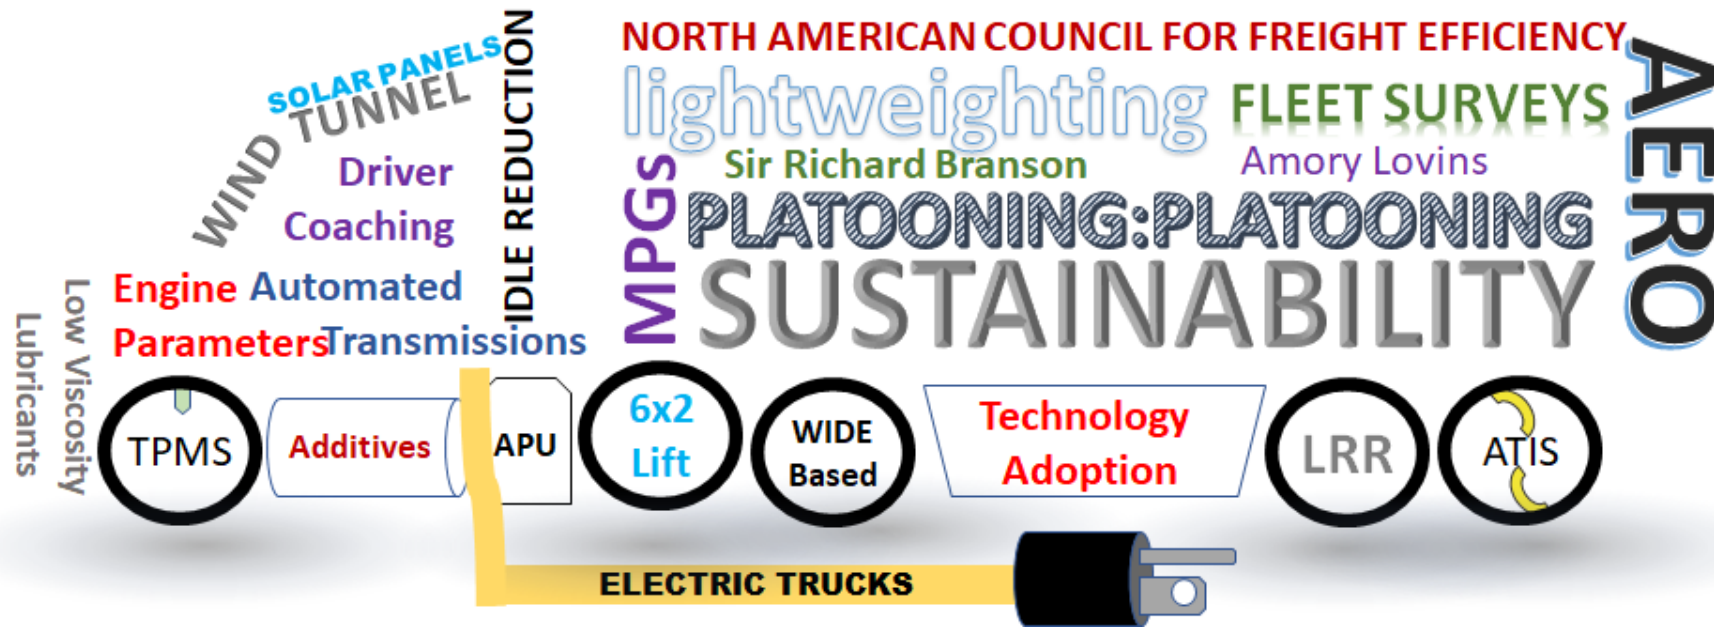 SOLAR PANELS
WIND TUNNEL
Driver
Coaching
IDLE REDUCTION
Engine
Parameters
Automated
Transmissions
Low Viscosity
Lubricants
NORTH AMERICAN COUNCIL FOR FREIGHT EFFICIENCY
lightweighting
FLEET SURVEYS
Sir Richard Branson
Amory Lovins
MPGs
PLATOONING:PLATOONING
SUSTAINABILITY
AERO
TPMS
Additives
APU
6x2
Lift
WIDE
Based
Technology
Adoption
LRR
ATIS
ELECTRIC TRUCKS